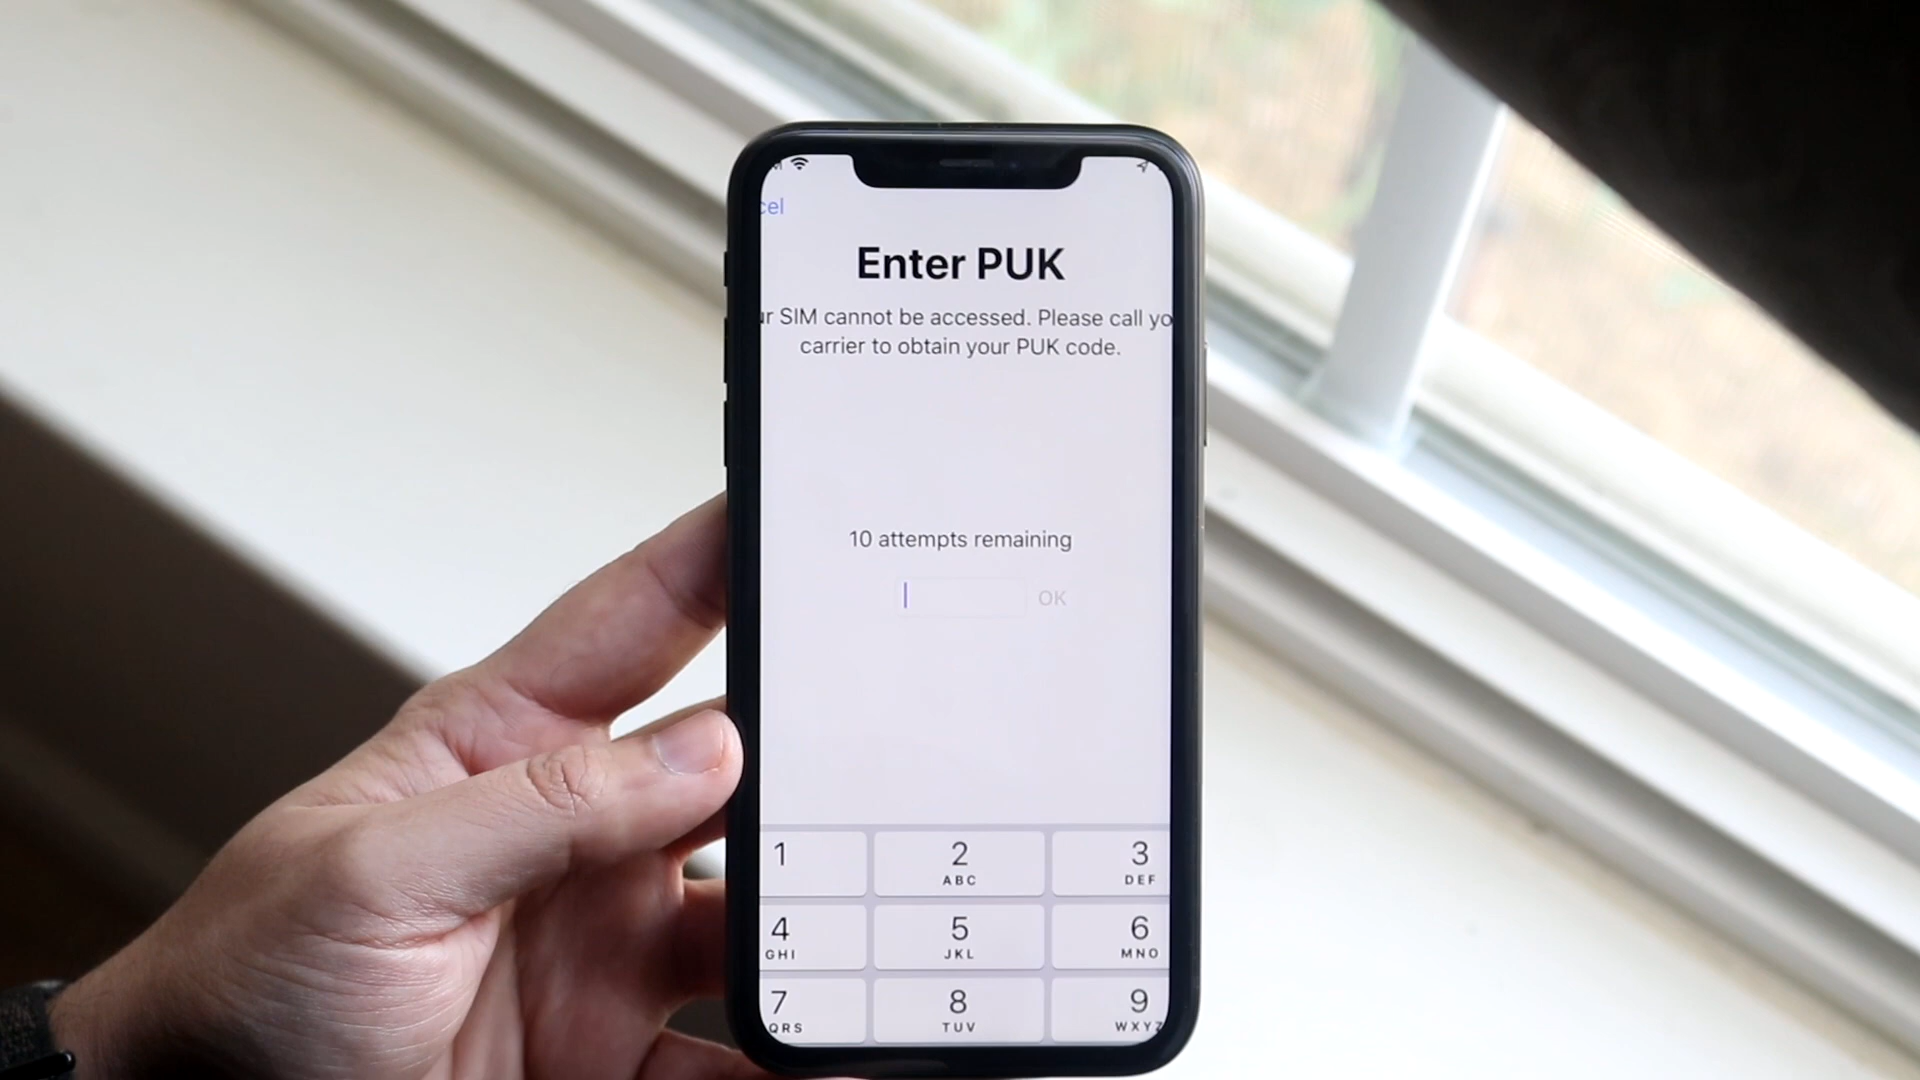 cel
Enter PUK
r SIM cannot be accessed. Please call yo
carrier to obtain your PUK code.
10 attempts remaining
OK
1
2
ABC
3
DEF
4
GHI
5
JKL
6
MNO
7
QRS
8
TUV
9
WXYZ